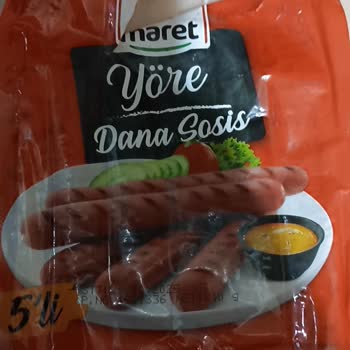 maret
Yöre
Dana Sosis
5'li